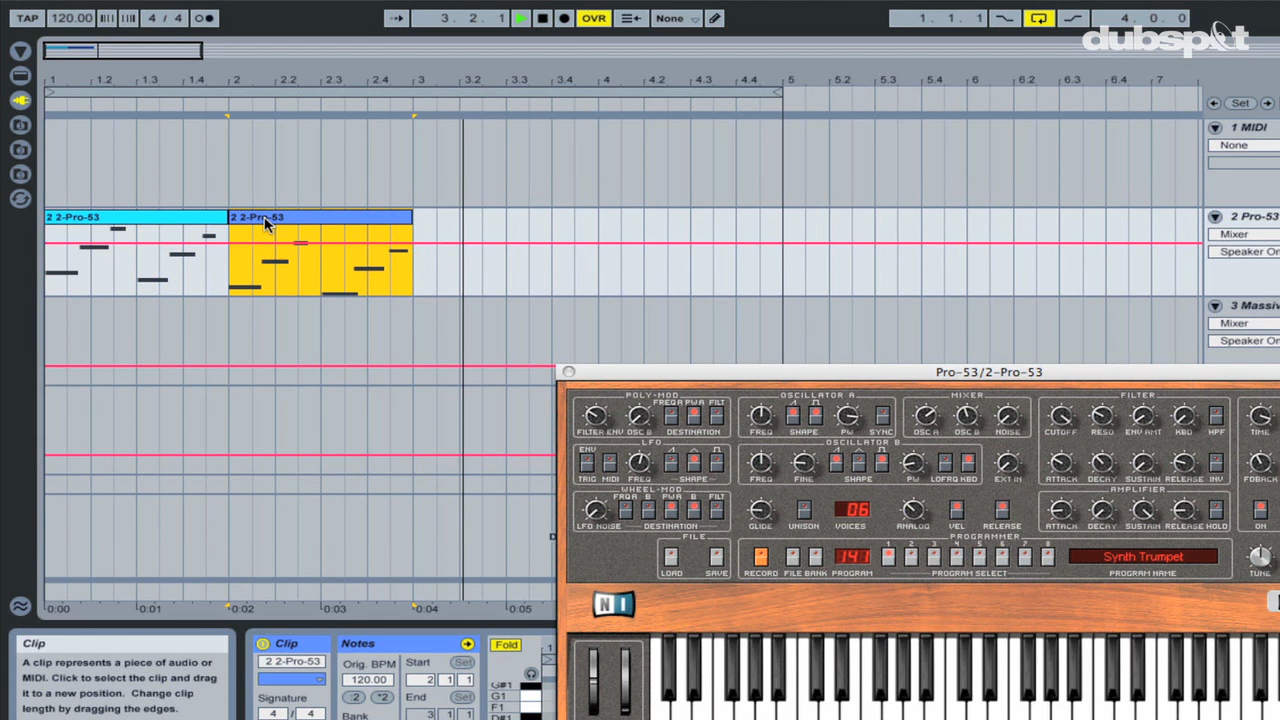 TAP 120.00 4 / 4 3. 2. 1 OVR None 1. 1. 1 4. 0. 0
dubspot
1 1.2 1.3 1.4 2 2.2 2.3 2.4 3 3.2 3.3 3.4 4 4.2 4.3 4.4 5 5.2 5.3 5.4 6 6.2 6.3 6.4 7
Set
1 MIDI
None
2 2-Pro-53 2 2-Pro-53 2 Pro-53
Mixer
Speaker On
3 Massiv
Mixer
Speaker On
Pro-53/2-Pro-53
POLY-MOD OSCILLATOR A MIXER FILTER
FREQA PWA FILT
FILTER ENV OSC B DESTINATION FREQ SHAPE PW SYNC OSC A OSC B NOISE CUTOFF RESO ENV AMT KBD HPF TIME
LFO OSCILLATOR B
ENV
TRIG MIDI FREQ SHAPE FREQ FINE SHAPE PW LOFRQ KBD EXT IN ATTACK DECAY SUSTAIN RELEASE INV FDBACK
WHEEL-MOD AMPLIFIER
FRQA B PWA B FILT
06
LFO NOISE DESTINATION GLIDE UNISON VOICES ANALOG VEL RELEASE ATTACK DECAY SUSTAIN RELEASE HOLD ON
FILE PROGRAMMER
1 2 3 4 5 6 7 8
141 Synth Trumpet
LOAD SAVE RECORD FILE BANK PROGRAM PROGRAM SELECT PROGRAM NAME TUNE
NI
0:00 0:01 0:02 0:03 0:04 0:05
Clip
A clip represents a piece of audio or
MIDI. Click to select the clip and drag
it to a new position. Change clip
length by dragging the edges.
Clip
2 2-Pro-53
Signature
4 / 4
Notes
Orig. BPM Start Set
120.00 2 1 1
:2 *2 End Set
Bank 3 1 1
Fold
G#1
G1
F1
D#1